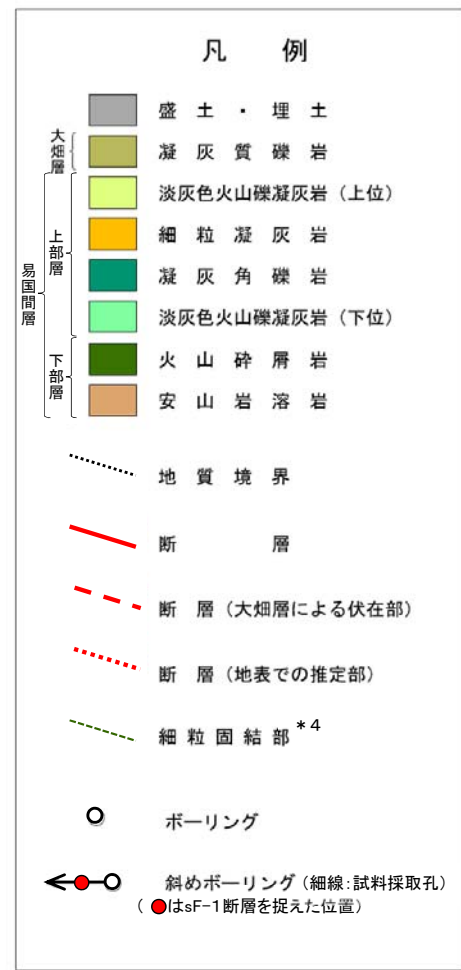 凡 例
盛土・埋土
大畑層
凝灰質礫岩
易国間層
上部層
淡灰色火山礫凝灰岩（上位）
細粒凝灰岩
凝灰角礫岩
淡灰色火山礫凝灰岩（下位）
下部層
火山砕屑岩
安山岩溶岩
地質境界
断層
断層（大畑層による伏在部）
断層（地表での推定部）
細粒固結部＊4
ボーリング
斜めボーリング（細線：試料採取孔）
（ ●はsF-1断層を捉えた位置）